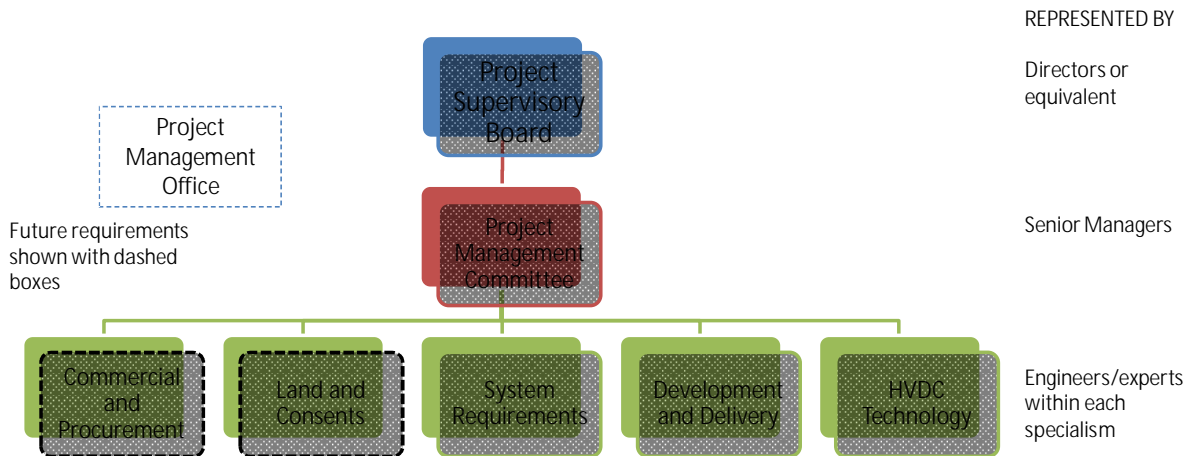 REPRESENTED BY
Project
Supervisory
Board
Directors or
equivalent
Project
Management
Office
Future requirements
shown with dashed
boxes
Project
Management
Committee
Senior Managers
Commercial
and
Procurement
Land and
Consents
System
Requirements
Development
and Delivery
HVDC
Technology
Engineers/experts
within each
specialism